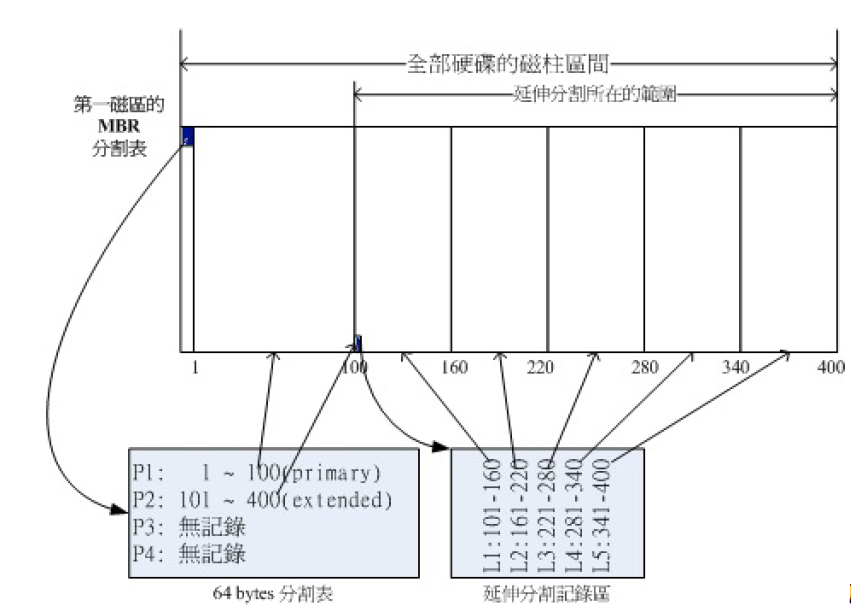 全部硬碟的磁柱區間
延伸分割所在的範圍
第一磁區的
MBR
分割表
1 100 160 220 280 340 400
P1: 1 ~ 100(primary)
P2: 101 ~ 400(extended)
P3: 無記錄
P4: 無記錄
L1:101-160
L2:161-220
L3:221-280
L4:281-340
L5:341-400
64 bytes 分割表
延伸分割記錄區